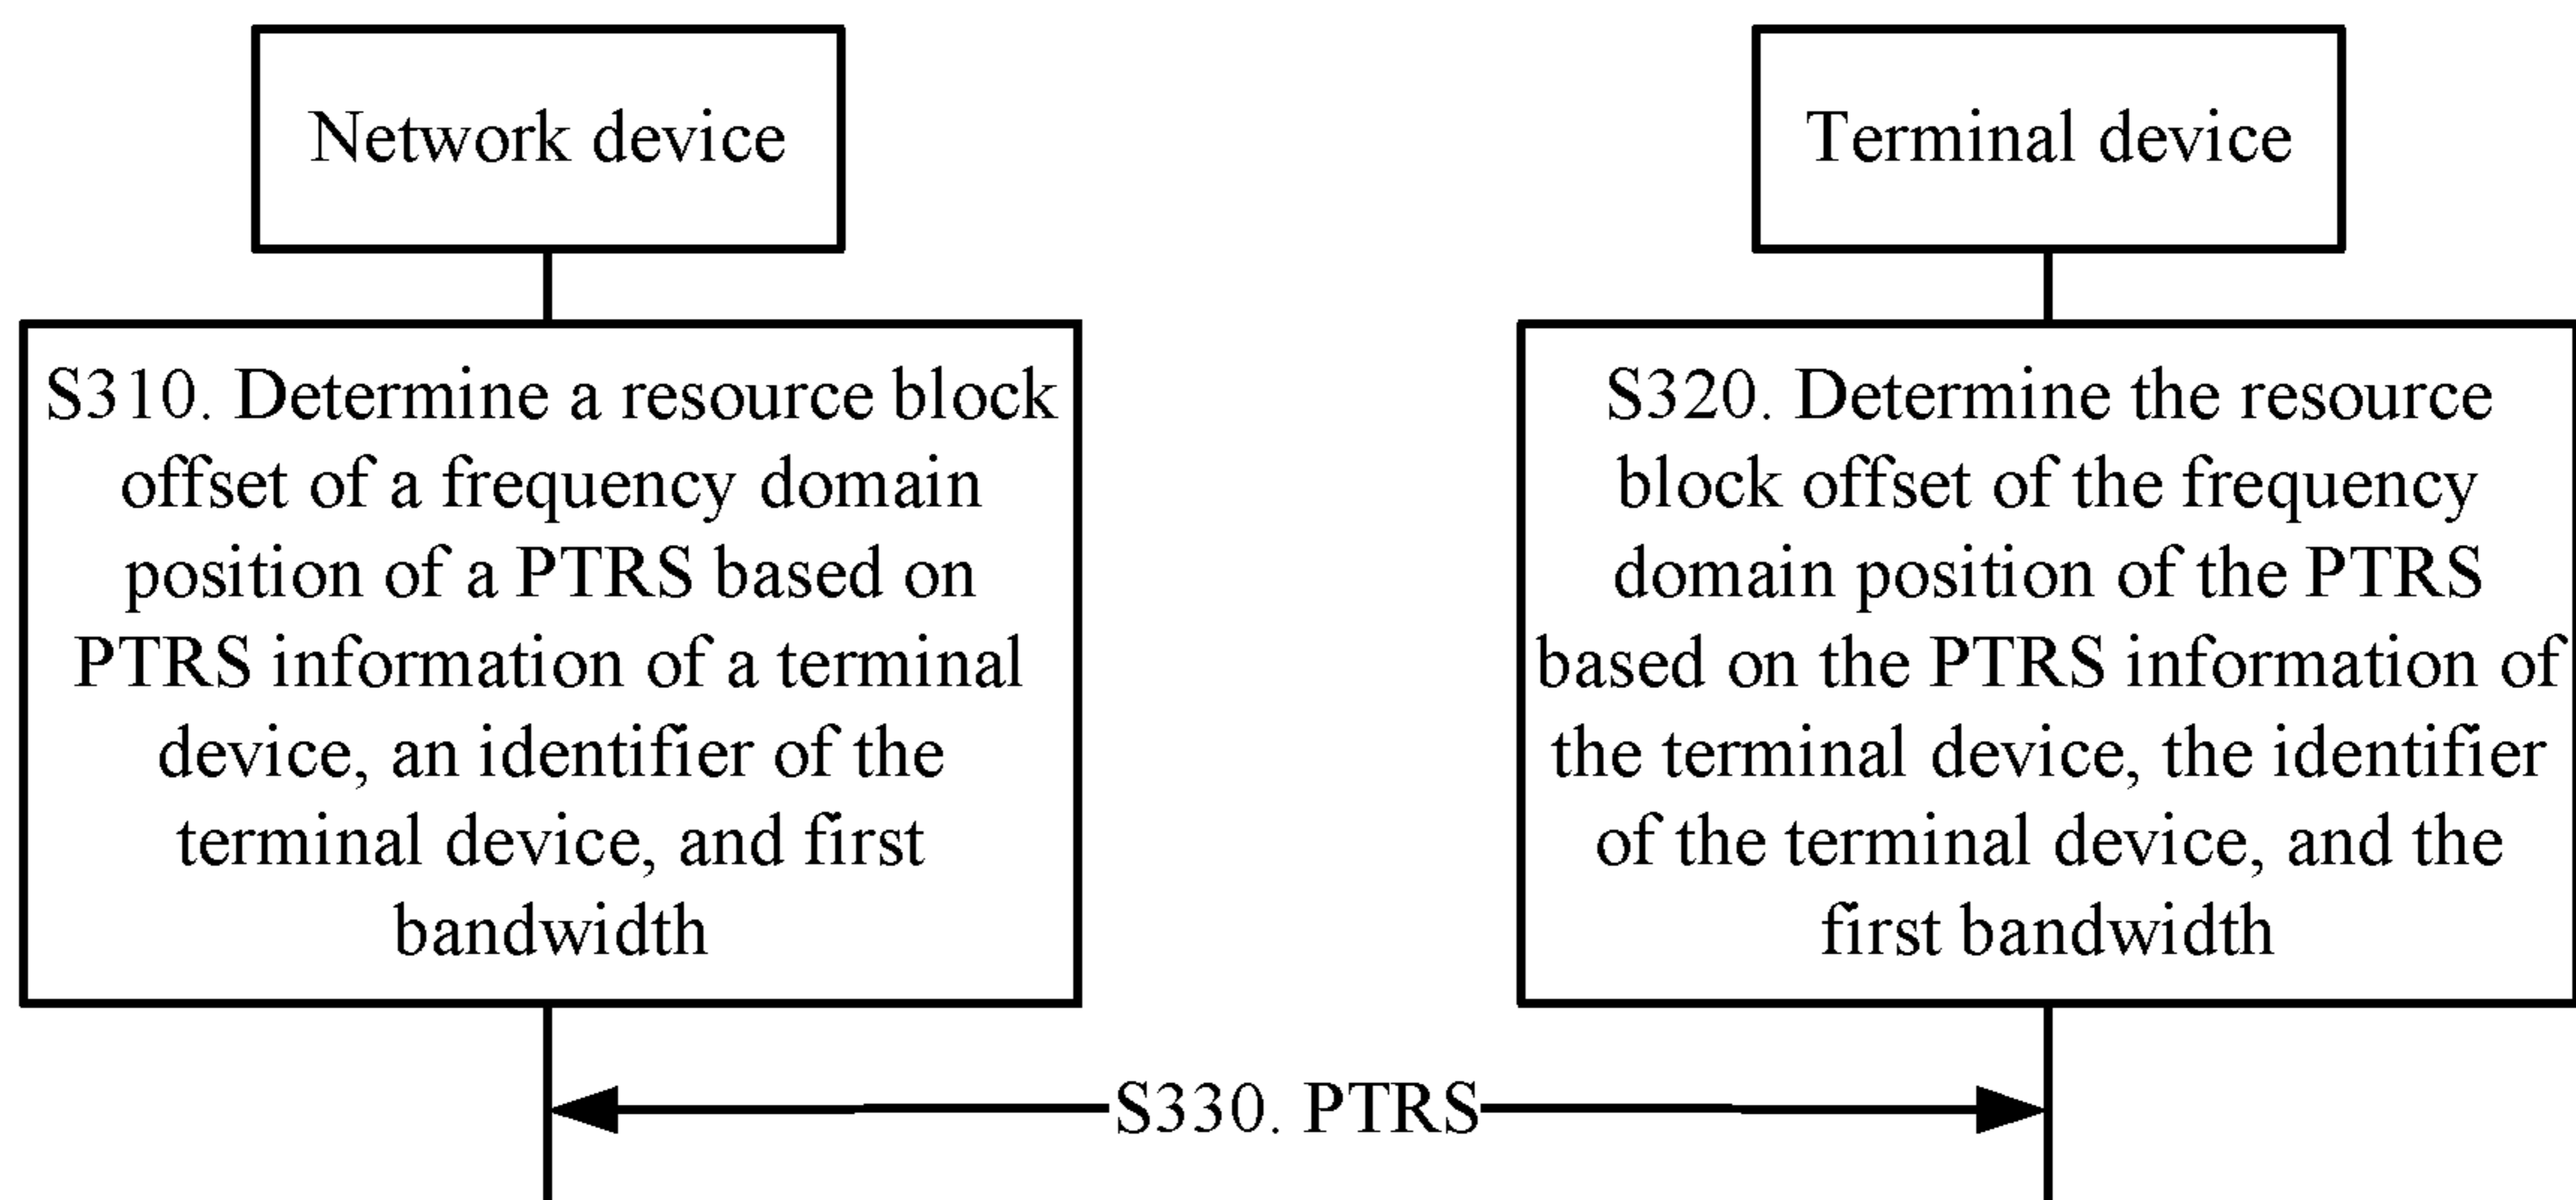 Network device
Terminal device
S310. Determine a resource block
offset of a frequency domain
position of a PTRS based on
PTRS information of a terminal
device, an identifier of the
terminal device, and first
bandwidth
S320. Determine the resource
block offset of the frequency
domain position of the PTRS
based on the PTRS information of
the terminal device, the identifier
of the terminal device, and the
first bandwidth
S330. PTRS